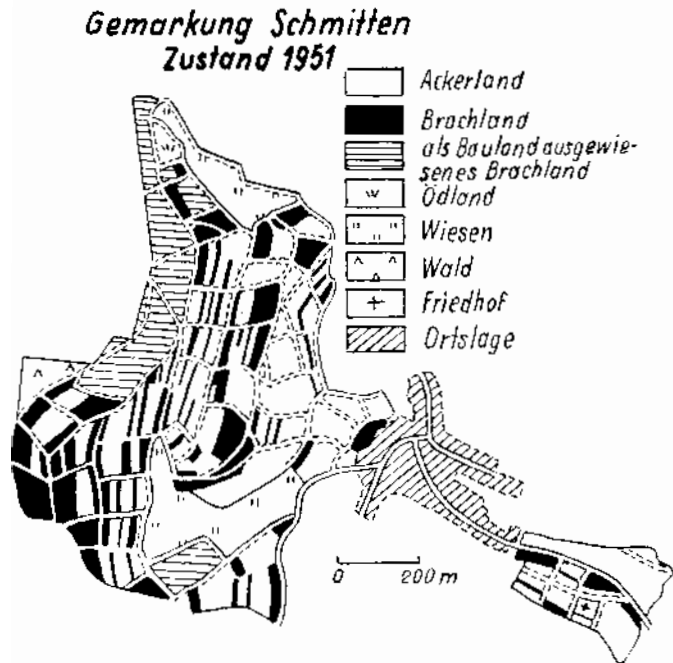 Gemarkung Schmitten
Zustand 1951
Ackerland
Brachland
als Bauland ausgewie-
senes Brachland
Ödland
Wiesen
Wald
Friedhof
Ortslage
0 200 m